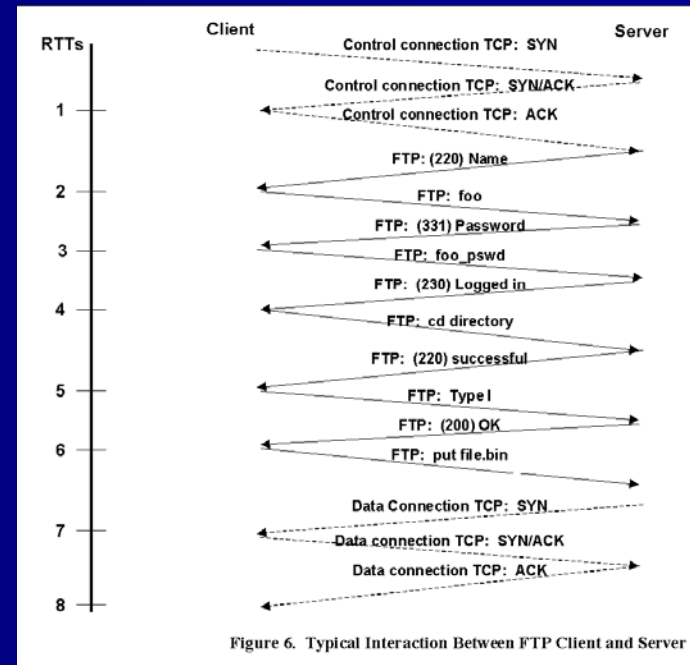 Client
Server
RTTs
Control connection TCP: SYN
Control connection TCP: SYN/ACK
1
Control connection TCP: ACK
FTP: (220) Name
2
FTP: foo
FTP: (331) Password
3
FTP: foo_pswd
FTP: (230) Logged in
4
FTP: cd directory
FTP: (220) successful
5
FTP: Type I
FTP: (200) OK
6
FTP: put file.bin
Data Connection TCP: SYN
7
Data connection TCP: SYN/ACK
Data connection TCP: ACK
8
Figure 6. Typical Interaction Between FTP Client and Server